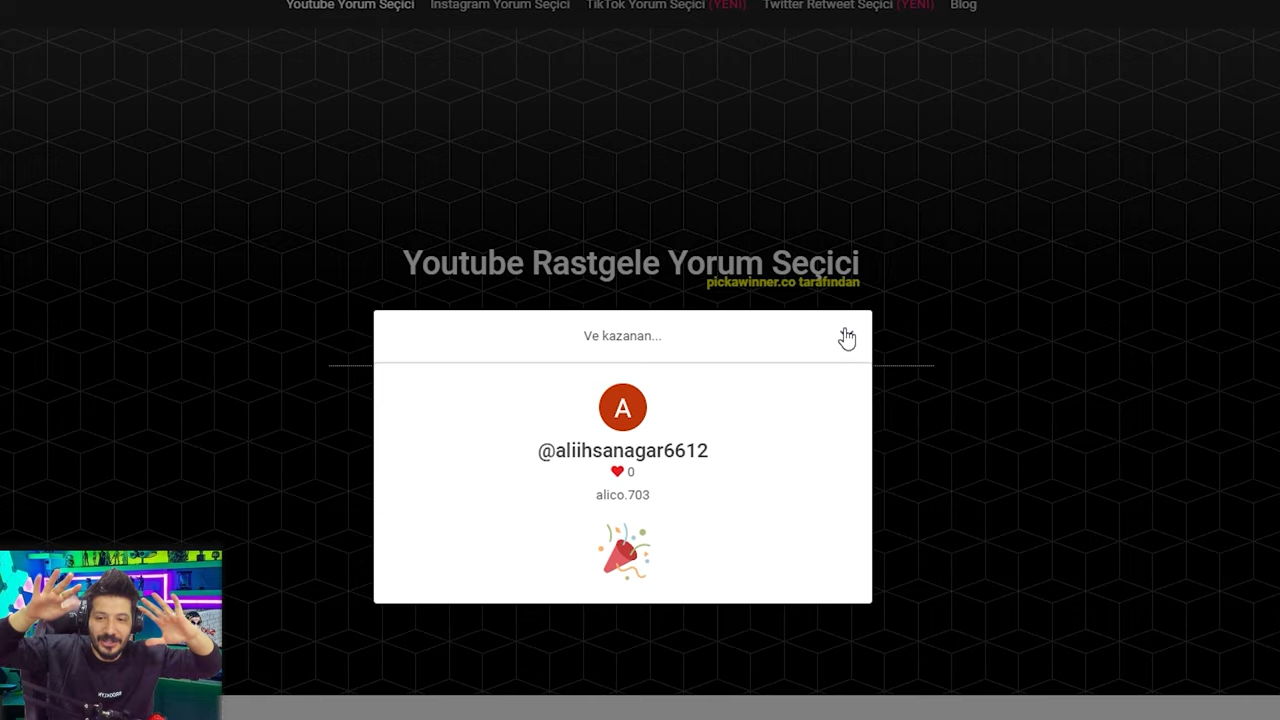 Youtube Yorum Seçici Instagram Yorum Seçici TikTok Yorum Seçici (YENİ) Twitter Retweet Seçici (YENİ) Blog
Youtube Rastgele Yorum Seçici
pickawinner.co tarafından
Ve kazanan...
A
@aliihsanagar6612
0
alico.703